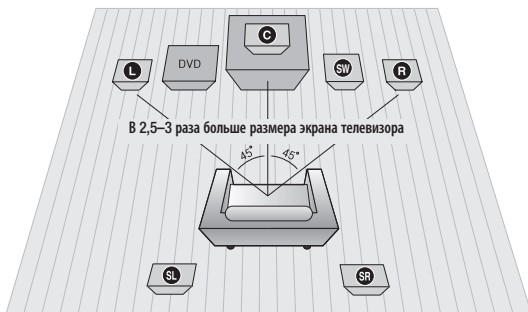 C
L
DVD
SW
R
В 2,5–3 раза больше размера экрана телевизора
45˚
45˚
SL
SR